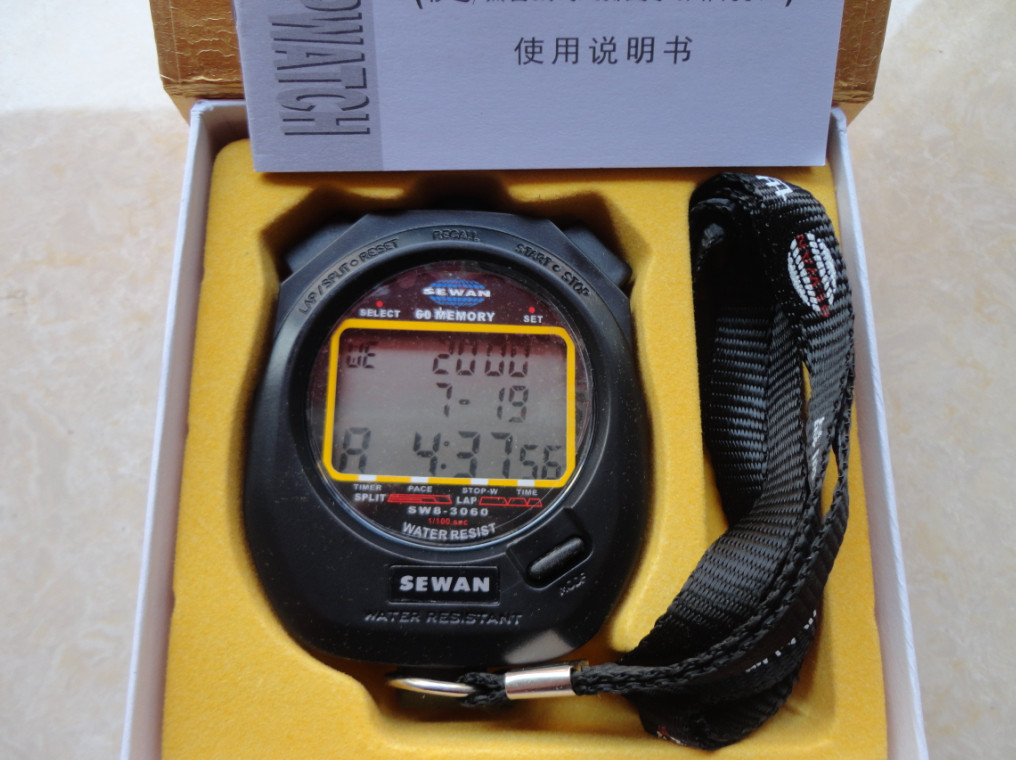 使用说明书
OPWATCH
LAP/SPLIT•RESET
RECALL
START•STOP
SEWAN
SELECT
60 MEMORY
SET
WE 2000
7-19
A 4:37 56
TIMER
PACE
STOP-W
TIME
SPLIT
LAP
SW8-3060
1/100.sec
WATER RESIST
SEWAN
MODE
WATER RESISTANT